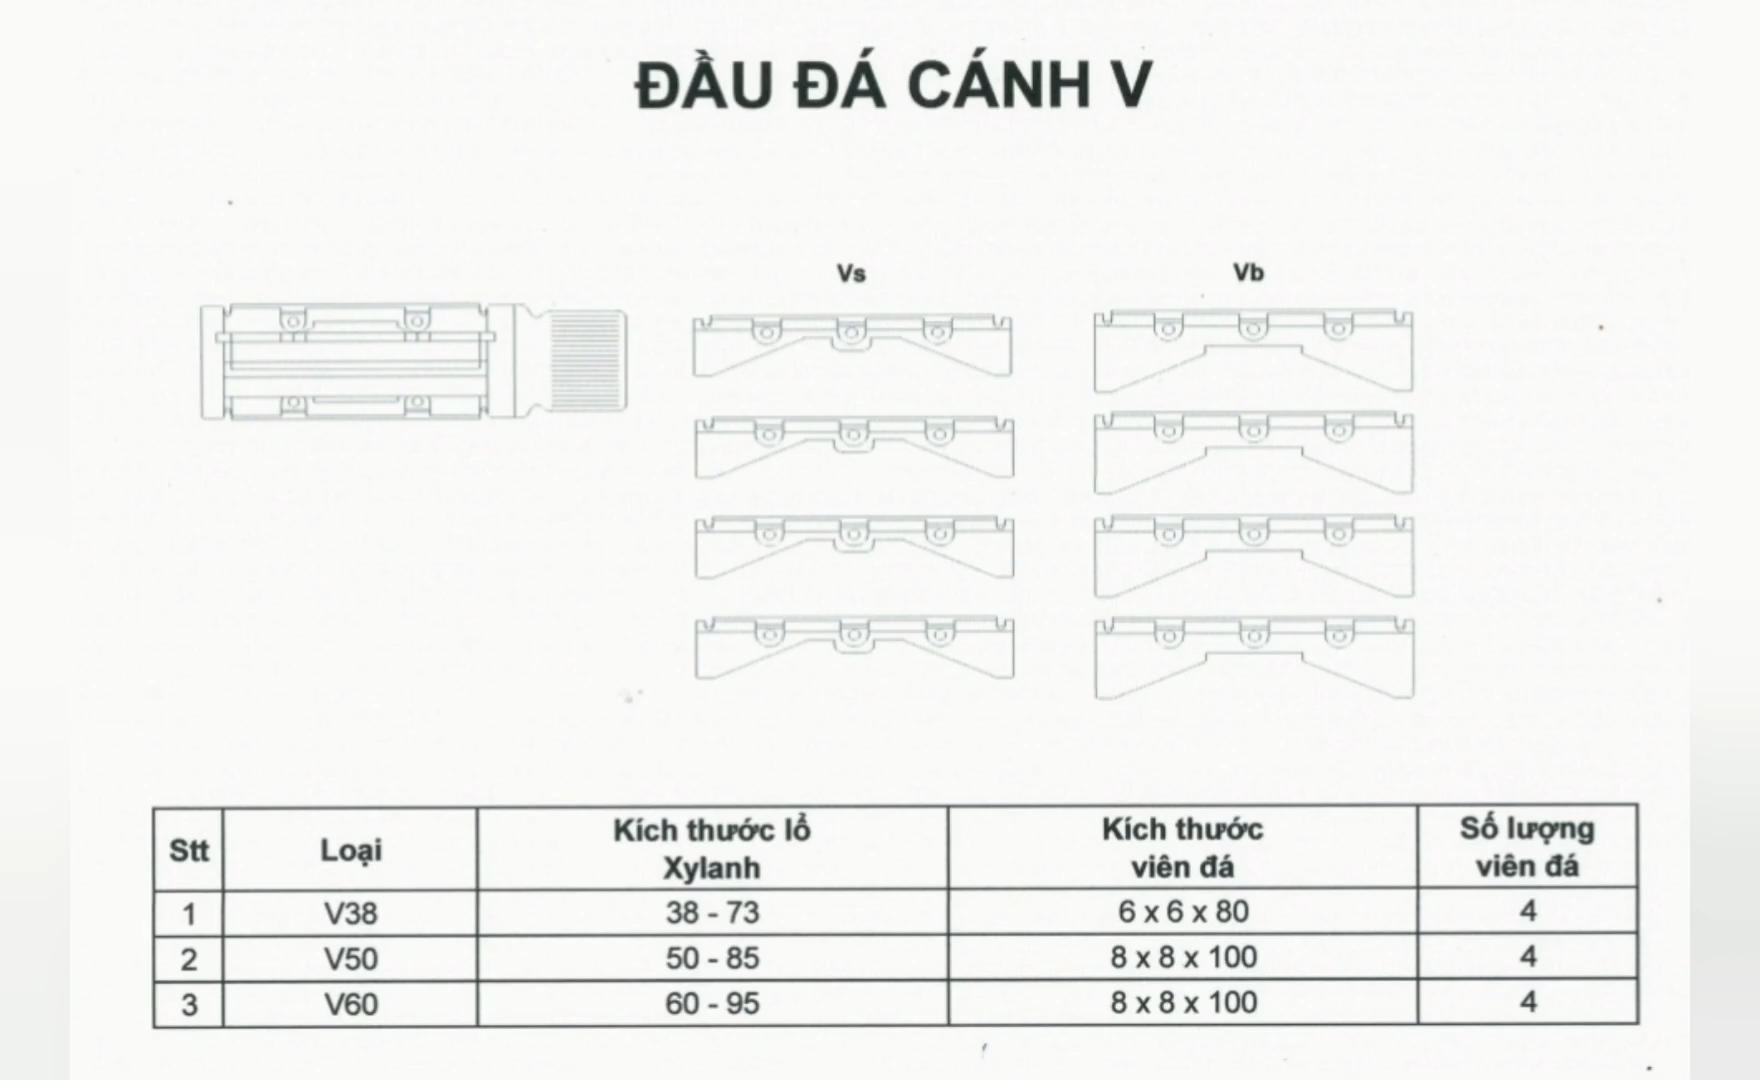 ĐẦU ĐÁ CÁNH V
Vs
Vb
Stt
Loại
Kích thước lổ
Xylanh
Kích thước
viên đá
Số lượng
viên đá
1 V38 38 - 73 6 x 6 x 80 4
2 V50 50 - 85 8 x 8 x 100 4
3 V60 60 - 95 8 x 8 x 100 4